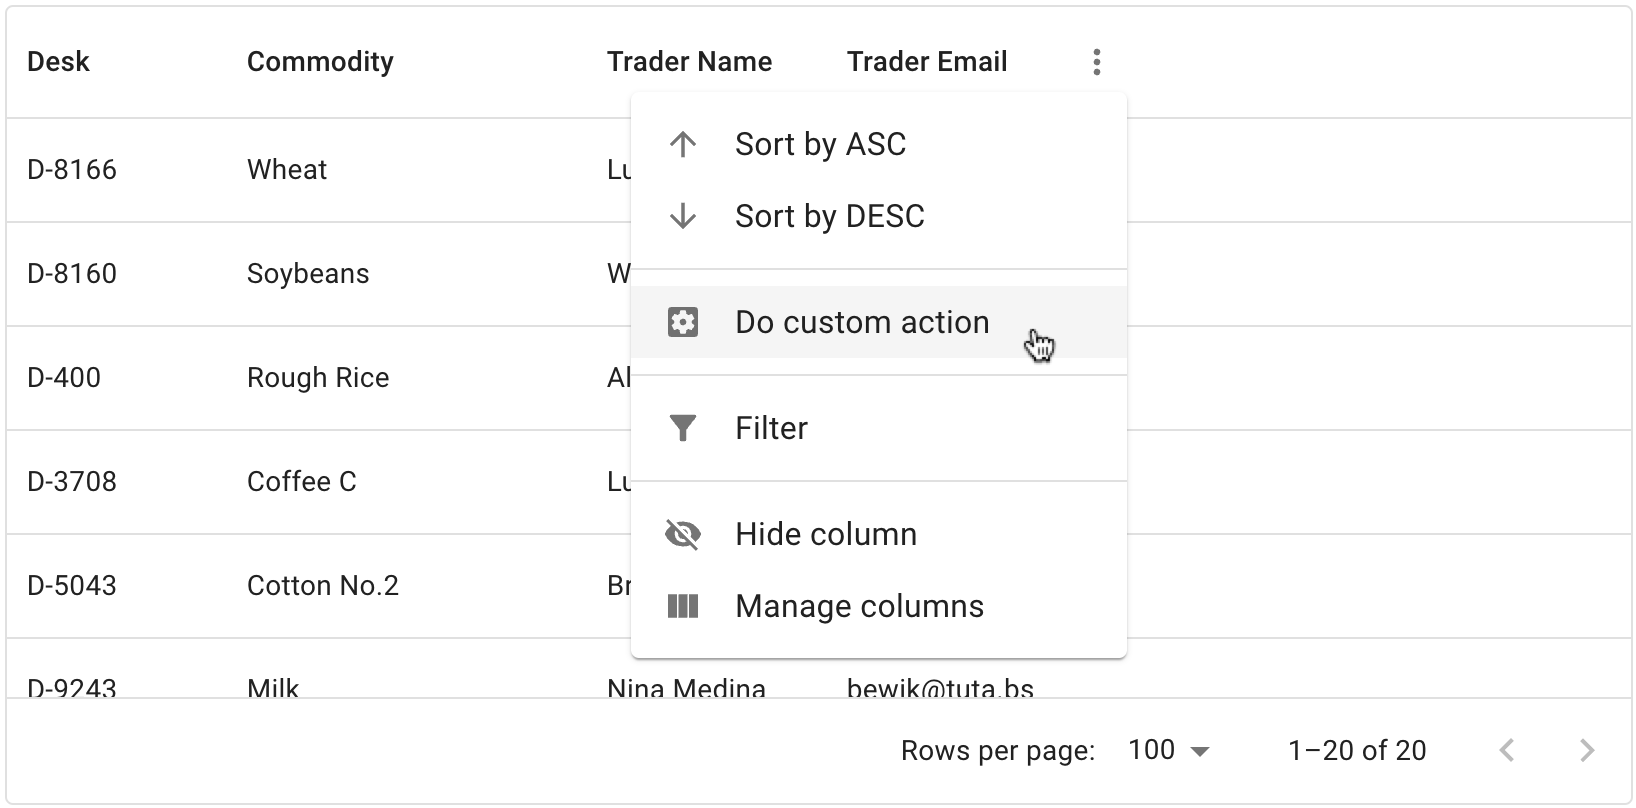 Desk Commodity Trader Name Trader Email
Sort by ASC
D-8166 Wheat Lu
Sort by DESC
D-8160 Soybeans W
Do custom action
D-400 Rough Rice Al
Filter
D-3708 Coffee C Lu
Hide column
D-5043 Cotton No.2 Br
Manage columns
D-9243 Milk Nina Medina bewik@tuta.bs
Rows per page: 100 1–20 of 20